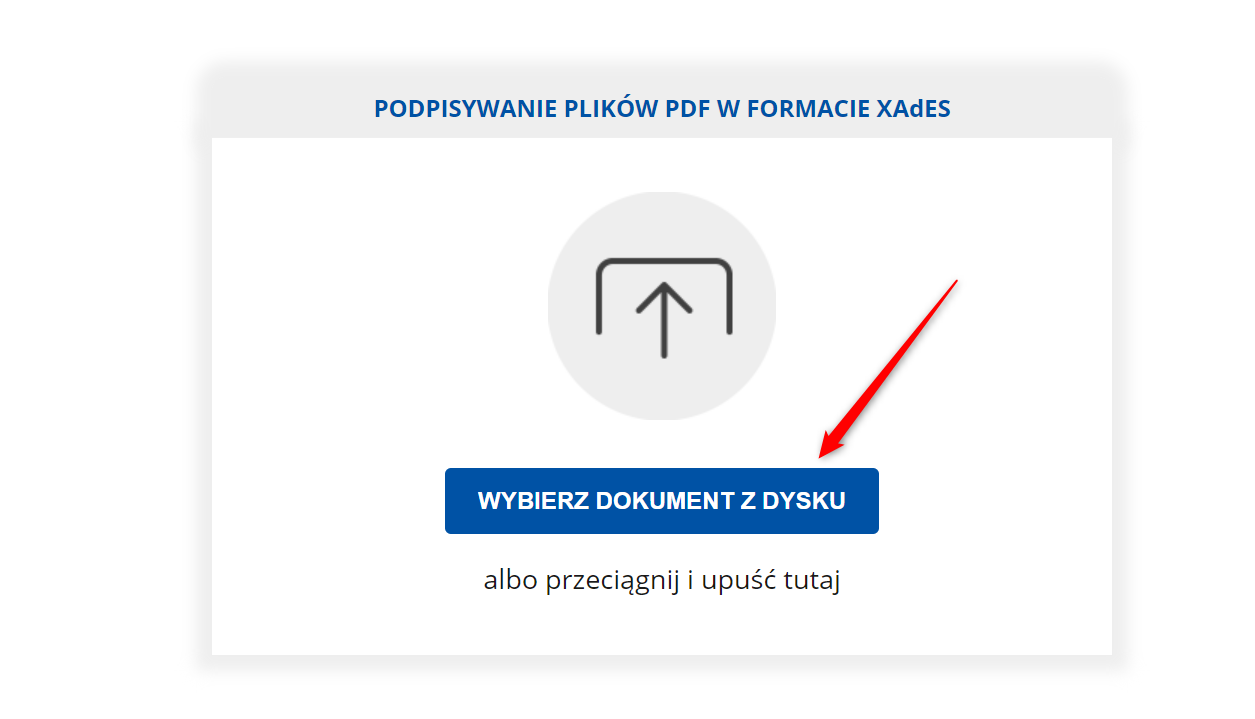 PODPISYWANIE PLIKÓW PDF W FORMACIE XAdES
WYBIERZ DOKUMENT Z DYSKU
albo przeciągnij i upuść tutaj